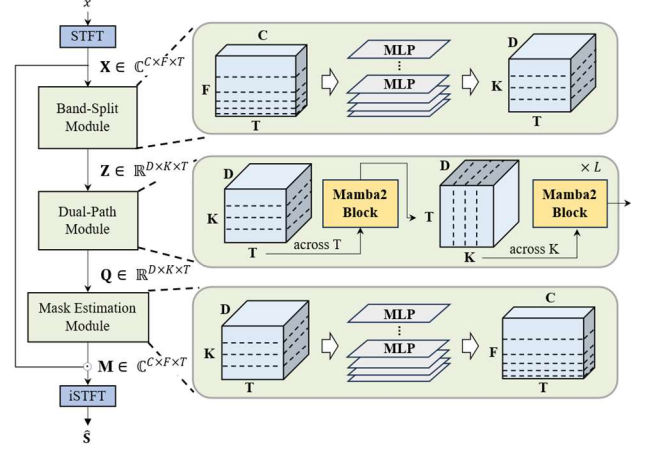 x
STFT
X ∈ ℂ^{C×F×T}
Band-Split
Module
Z ∈ ℝ^{D×K×T}
Dual-Path
Module
Q ∈ ℝ^{D×K×T}
Mask Estimation
Module
M ∈ ℂ^{C×F×T}
iSTFT
Ŝ
C
F
T
MLP
⋮
MLP
D
K
T
D
K
T
across T
Mamba2
Block
D
T
K
across K
× L
Mamba2
Block
D
K
T
MLP
⋮
MLP
C
F
T